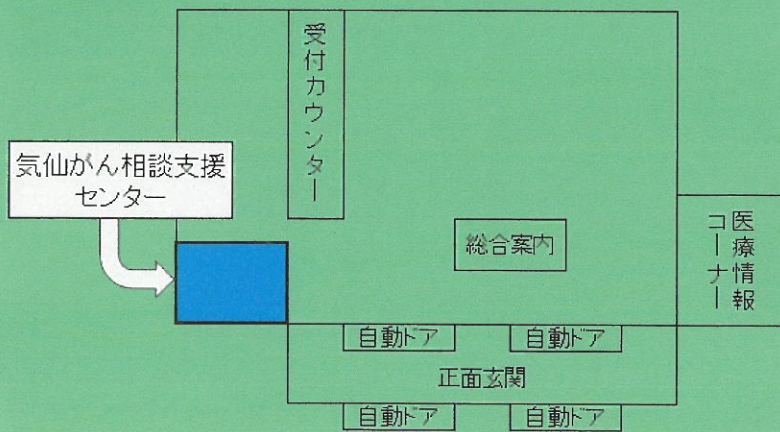 受付カウンター
気仙がん相談支援
センター
総合案内
医療情報
コーナー
自動ドア
自動ドア
正面玄関
自動ドア
自動ドア